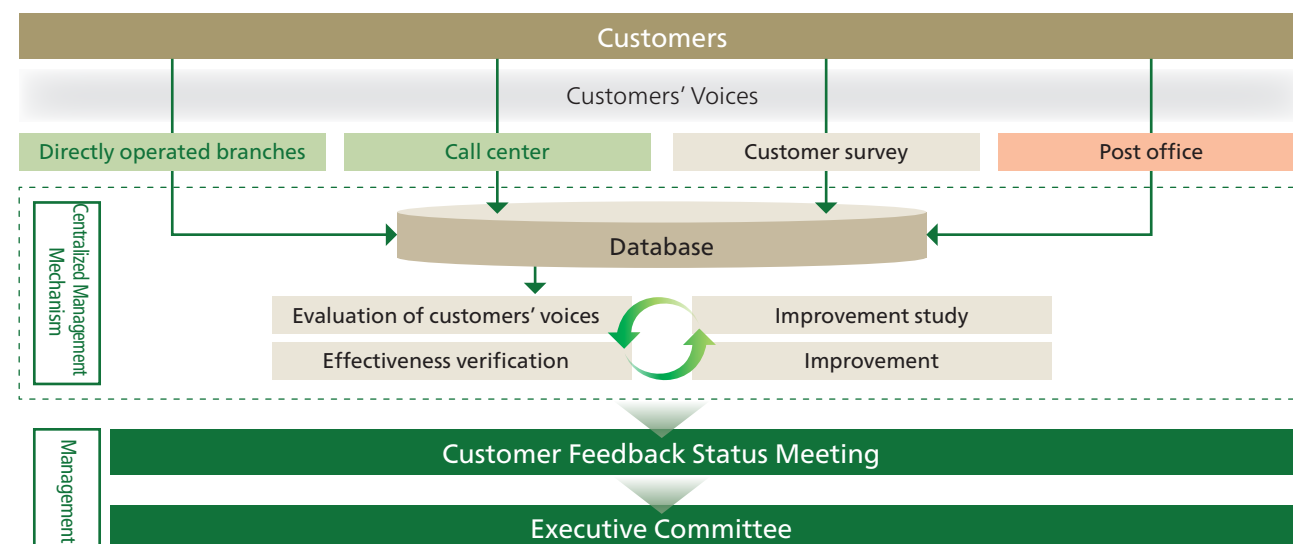 Customers
Customers’ Voices
Directly operated branches
Call center
Customer survey
Post office
Centralized Management
Mechanism
Database
Evaluation of customers’ voices
Improvement study
Effectiveness verification
Improvement
Management
Customer Feedback Status Meeting
Executive Committee